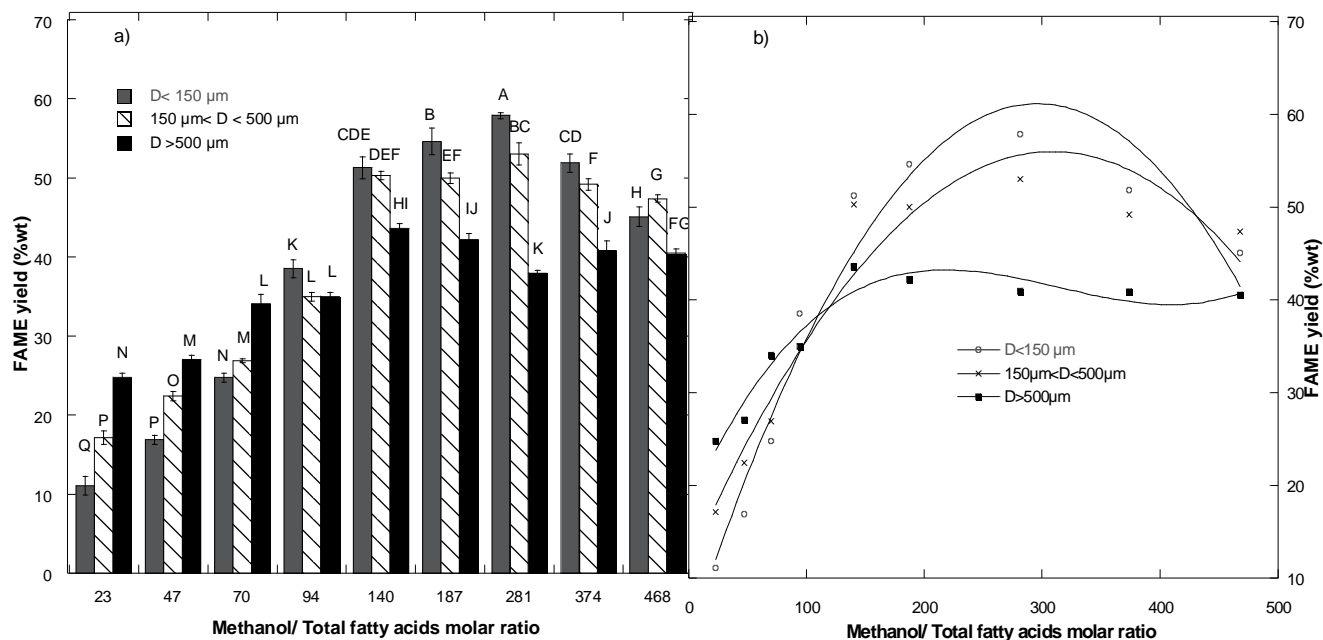 a)
D< 150 µm
150 µm< D < 500 µm
D >500 µm
FAME yield (%wt)
70
60
50
40
30
20
10
0
Q P N
P O M
N M L
K L L
CDE DEF HI
B EF IJ
A BC K
CD F J
H G FG
23 47 70 94 140 187 281 374 468
Methanol/ Total fatty acids molar ratio
b)
D<150 µm
150µm<D<500µm
D>500µm
70
60
50
40
30
20
10
FAME yield (%wt)
0 100 200 300 400 500
Methanol/ Total fatty acids molar ratio